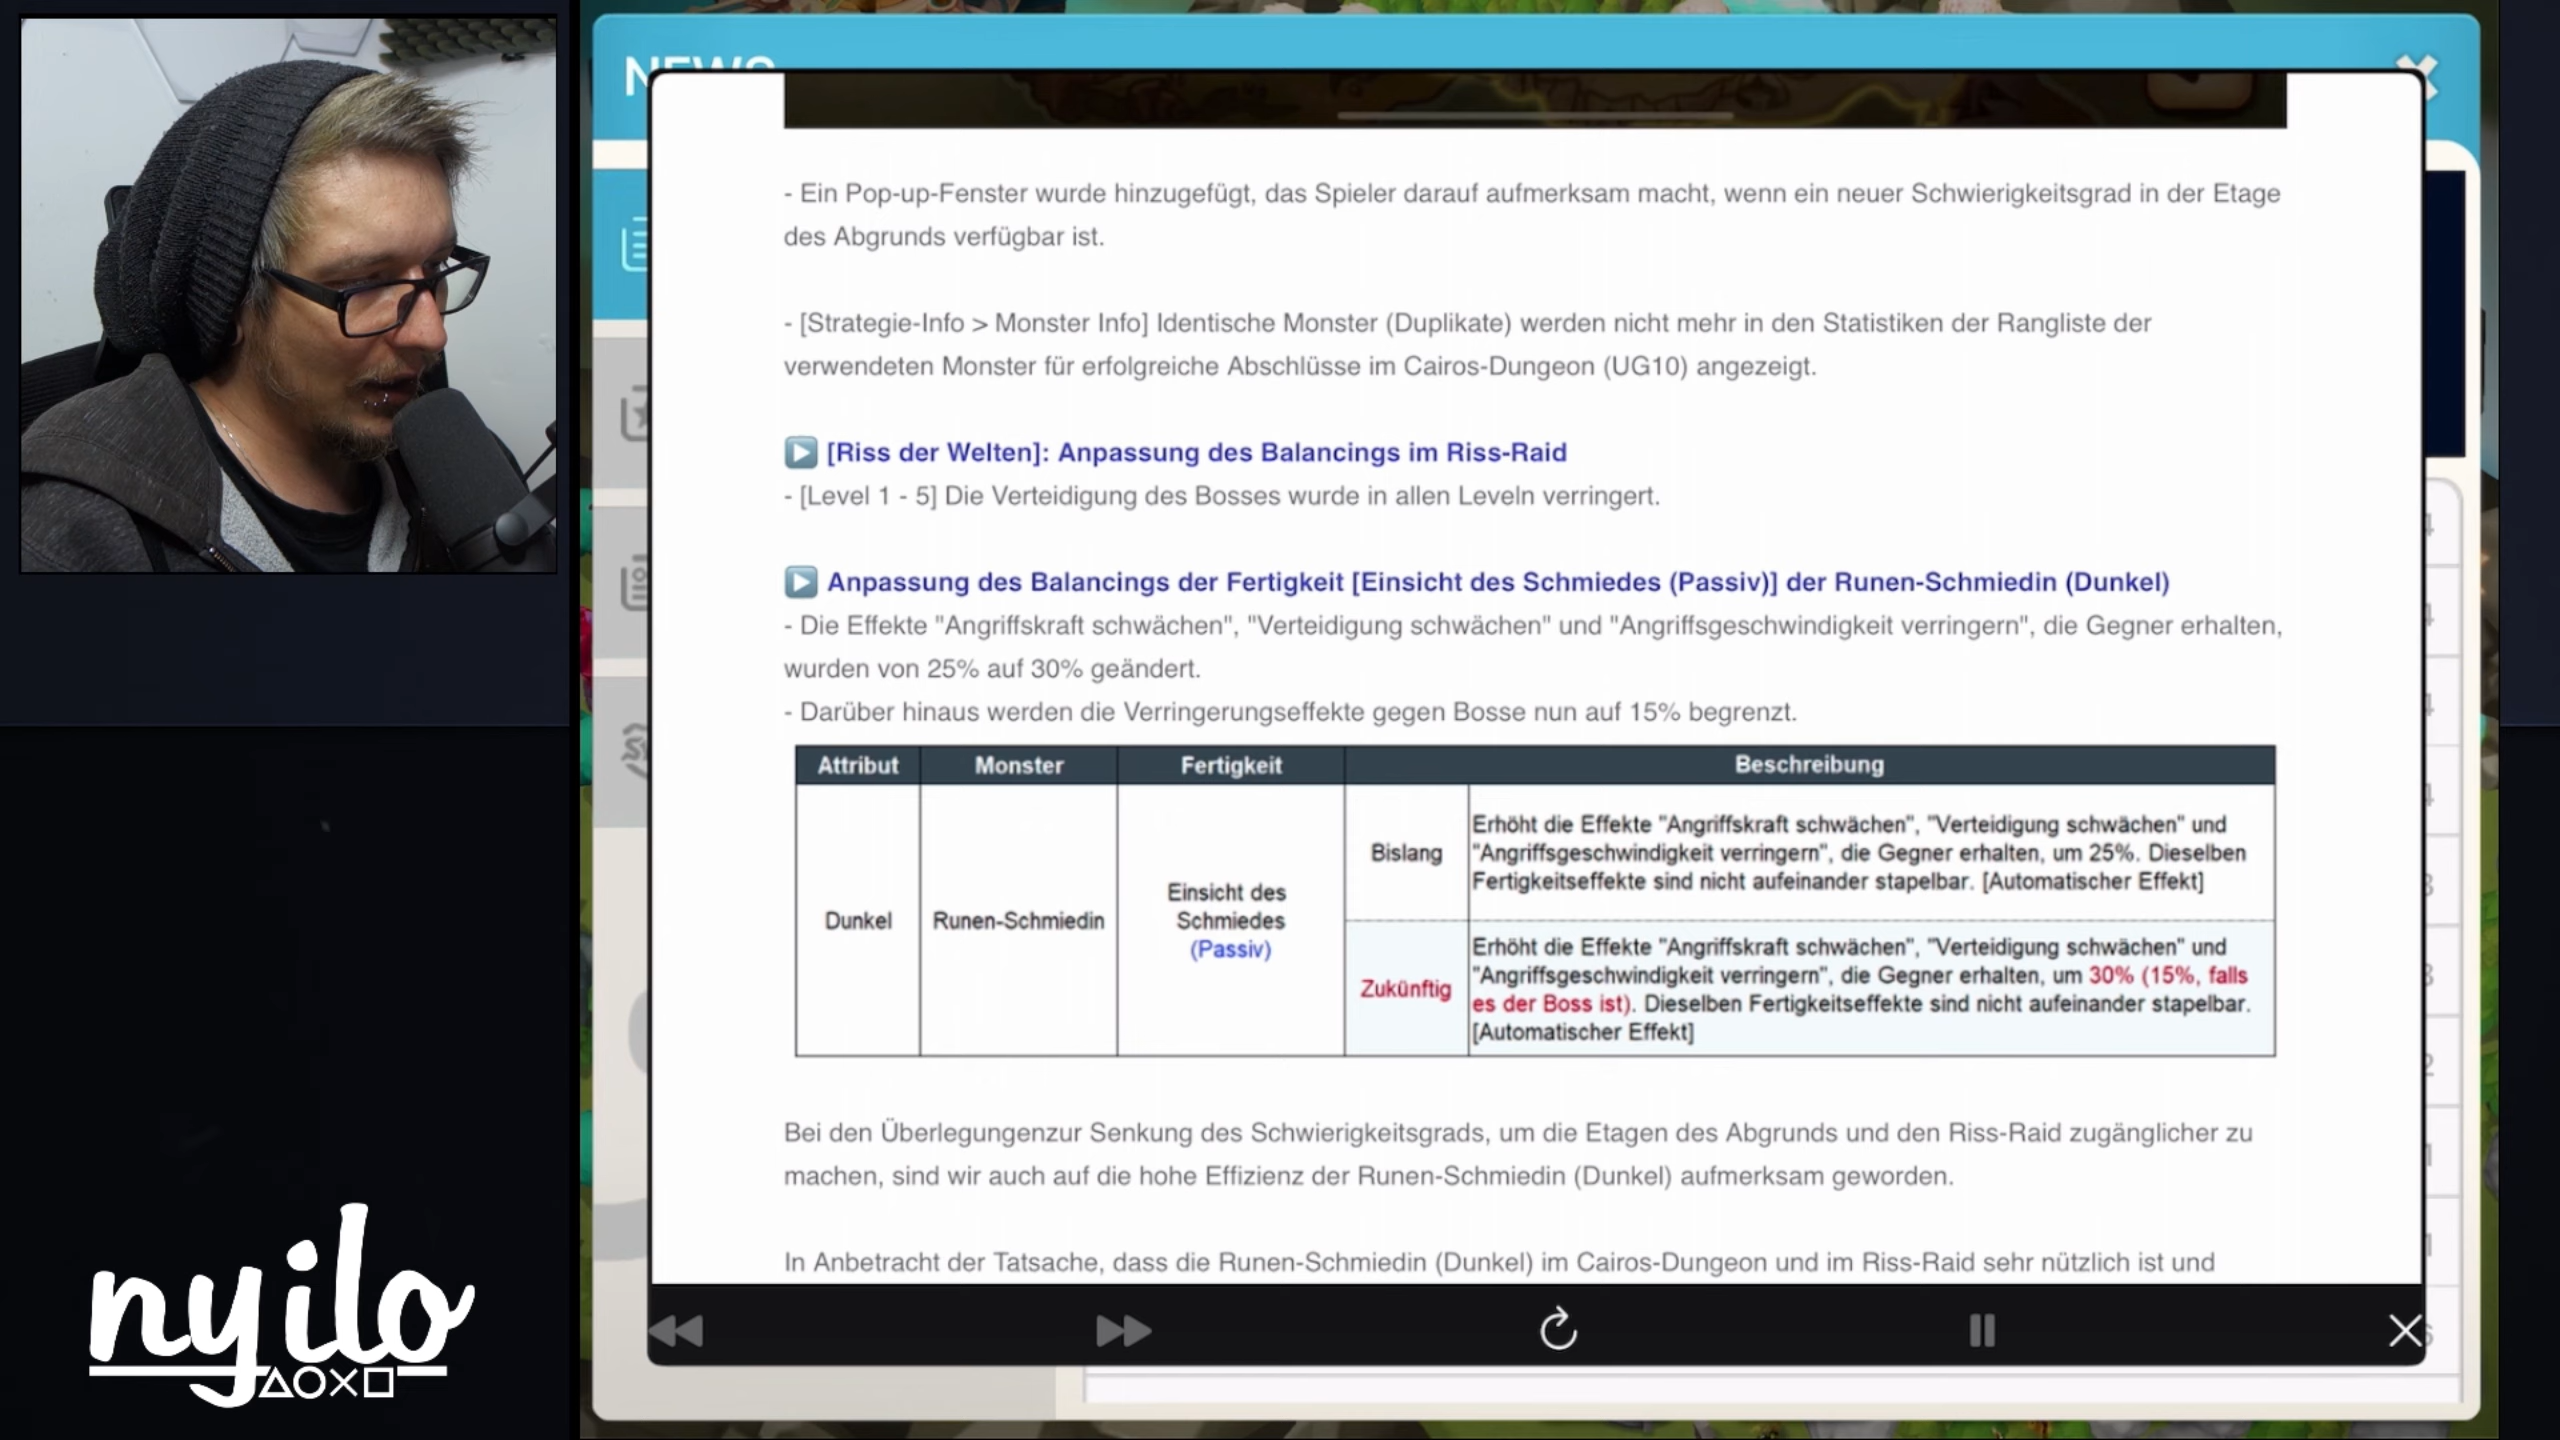 NEWS
- Ein Pop-up-Fenster wurde hinzugefügt, das Spieler darauf aufmerksam macht, wenn ein neuer Schwierigkeitsgrad in der Etage
des Abgrunds verfügbar ist.
- [Strategie-Info > Monster Info] Identische Monster (Duplikate) werden nicht mehr in den Statistiken der Rangliste der
verwendeten Monster für erfolgreiche Abschlüsse im Cairos-Dungeon (UG10) angezeigt.
[Riss der Welten]: Anpassung des Balancings im Riss-Raid
- [Level 1 - 5] Die Verteidigung des Bosses wurde in allen Leveln verringert.
Anpassung des Balancings der Fertigkeit [Einsicht des Schmiedes (Passiv)] der Runen-Schmiedin (Dunkel)
- Die Effekte "Angriffskraft schwächen", "Verteidigung schwächen" und "Angriffsgeschwindigkeit verringern", die Gegner erhalten,
wurden von 25% auf 30% geändert.
- Darüber hinaus werden die Verringerungseffekte gegen Bosse nun auf 15% begrenzt.
Attribut Monster Fertigkeit Beschreibung
Dunkel
Runen-Schmiedin
Einsicht des
Schmiedes
(Passiv)
Bislang
Erhöht die Effekte "Angriffskraft schwächen", "Verteidigung schwächen" und
"Angriffsgeschwindigkeit verringern", die Gegner erhalten, um 25%. Dieselben
Fertigkeitseffekte sind nicht aufeinander stapelbar. [Automatischer Effekt]
Zukünftig
Erhöht die Effekte "Angriffskraft schwächen", "Verteidigung schwächen" und
"Angriffsgeschwindigkeit verringern", die Gegner erhalten, um 30% (15%, falls
es der Boss ist). Dieselben Fertigkeitseffekte sind nicht aufeinander stapelbar.
[Automatischer Effekt]
Bei den Überlegungenzur Senkung des Schwierigkeitsgrads, um die Etagen des Abgrunds und den Riss-Raid zugänglicher zu
machen, sind wir auch auf die hohe Effizienz der Runen-Schmiedin (Dunkel) aufmerksam geworden.
In Anbetracht der Tatsache, dass die Runen-Schmiedin (Dunkel) im Cairos-Dungeon und im Riss-Raid sehr nützlich ist und
nyilo